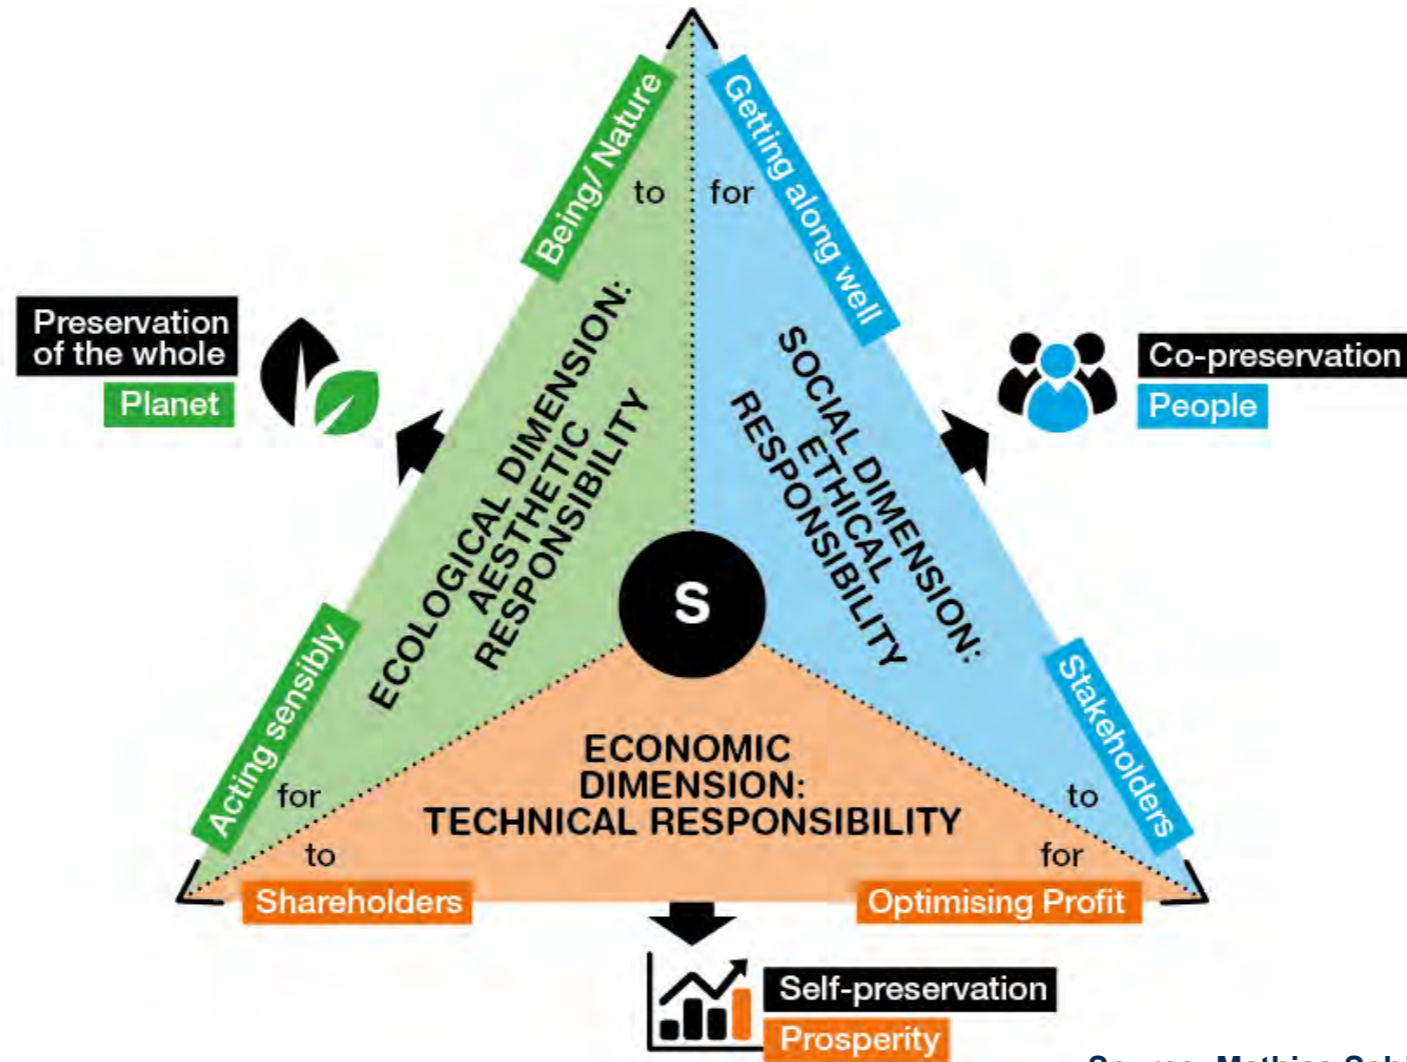 Being/ Nature
to
for
Getting along well
Preservation
of the whole
Planet
Co-preservation
People
ECOLOGICAL DIMENSION:
AESTHETIC
RESPONSIBILITY
SOCIAL DIMENSION:
ETHICAL
RESPONSIBILITY
S
Acting sensibly
for
to
Stakeholders
to
for
ECONOMIC
DIMENSION:
TECHNICAL RESPONSIBILITY
Shareholders
Optimising Profit
Self-preservation
Prosperity
Source: Mathias